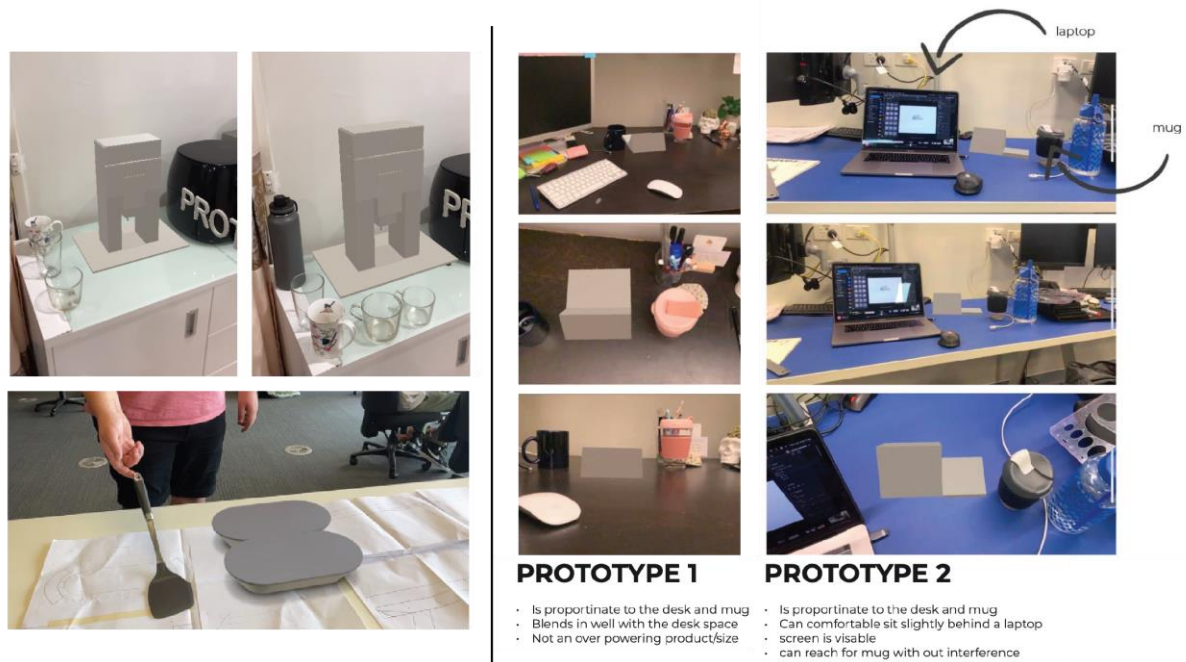 laptop
mug
PRO
P
PROTOTYPE 1
• Is proportinate to the desk and mug
• Blends in well with the desk space
• Not an over powering product/size
PROTOTYPE 2
• Is proportinate to the desk and mug
• Can comfortable sit slightly behind a laptop
• screen is visable
• can reach for mug with out interference